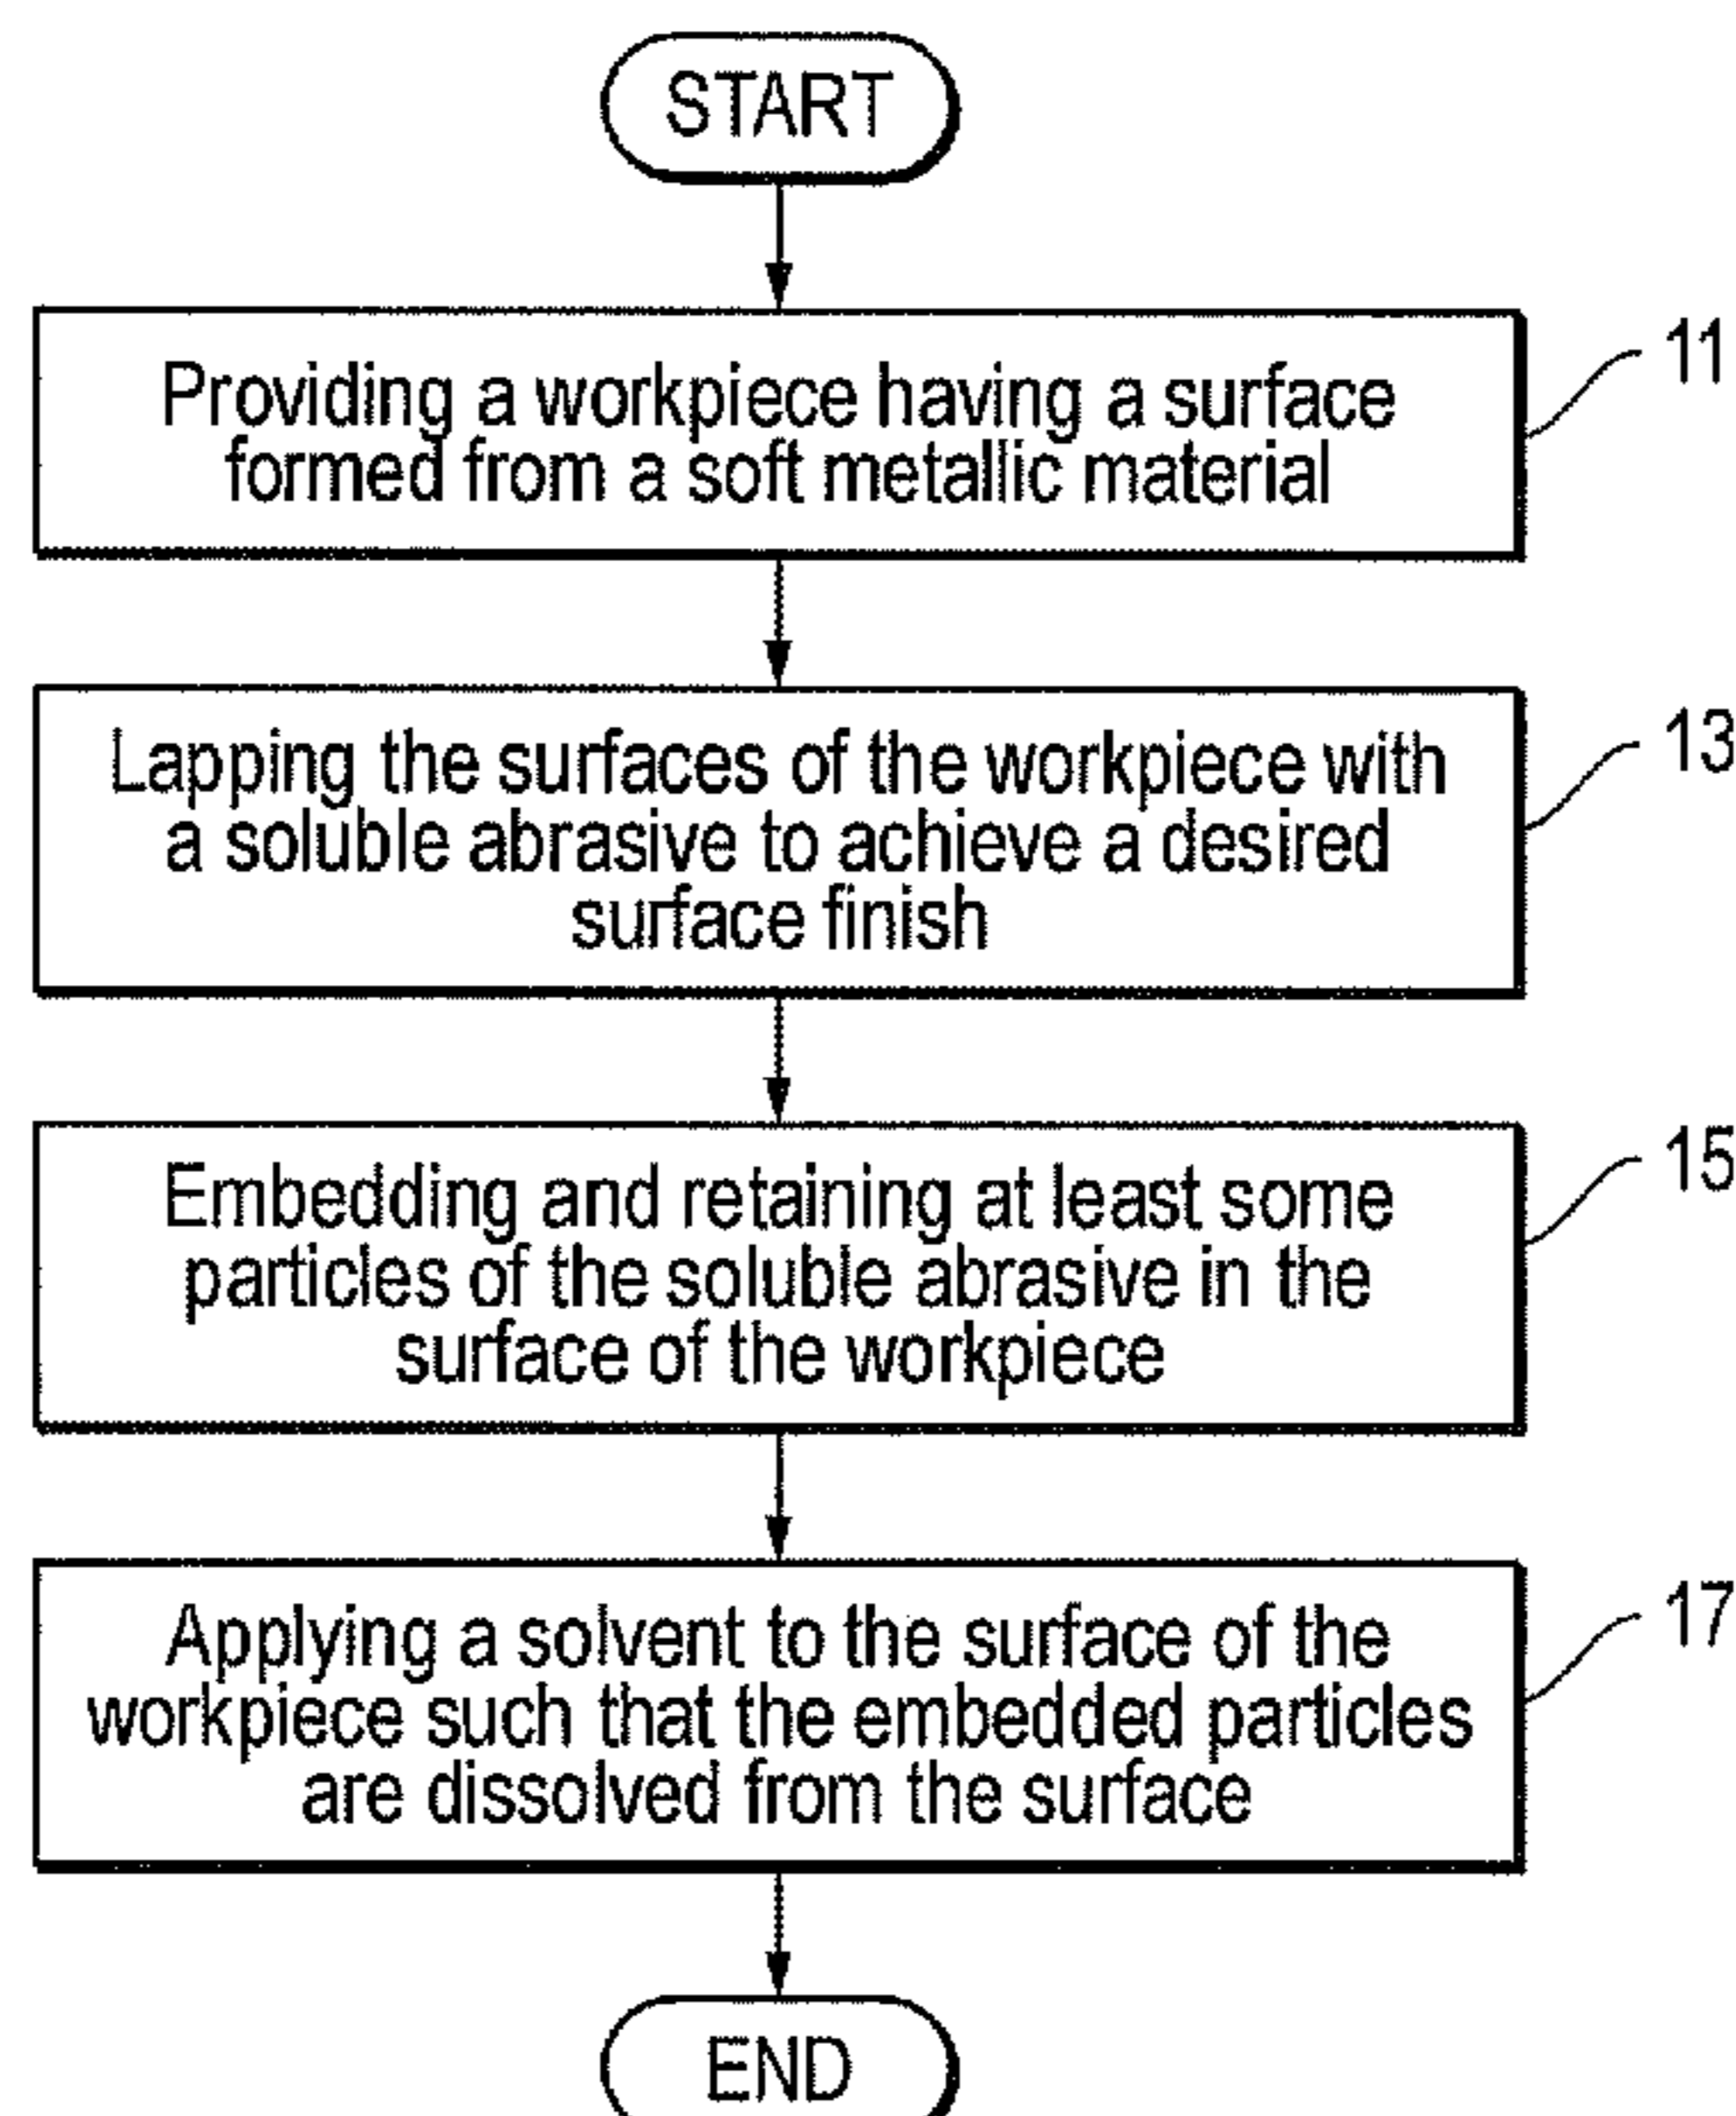 START
Providing a workpiece having a surface
formed from a soft metallic material
11
Lapping the surfaces of the workpiece with
a soluble abrasive to achieve a desired
surface finish
13
Embedding and retaining at least some
particles of the soluble abrasive in the
surface of the workpiece
15
Applying a solvent to the surface of the
workpiece such that the embedded particles
are dissolved from the surface
17
END